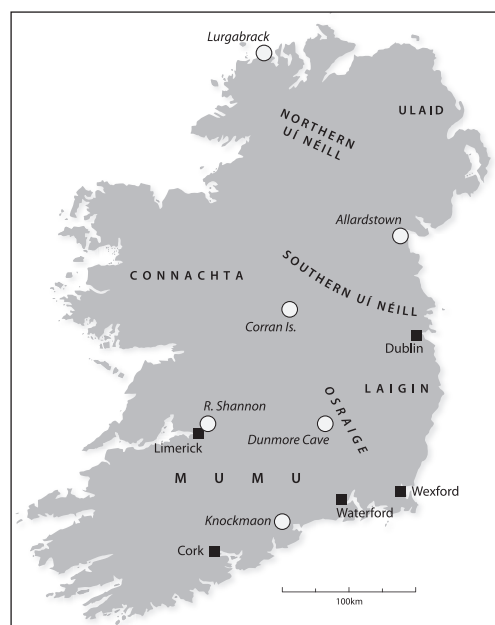 Lurgabrack
ULAID
NORTHERN
UÍ NÉILL
Allardstown
CONNACHTA
SOUTHERN UÍ NÉILL
Corran Is.
Dublin
LAIGIN
OSRAIGE
R. Shannon
Limerick
Dunmore Cave
MUMU
Wexford
Waterford
Knockmaon
Cork
100km